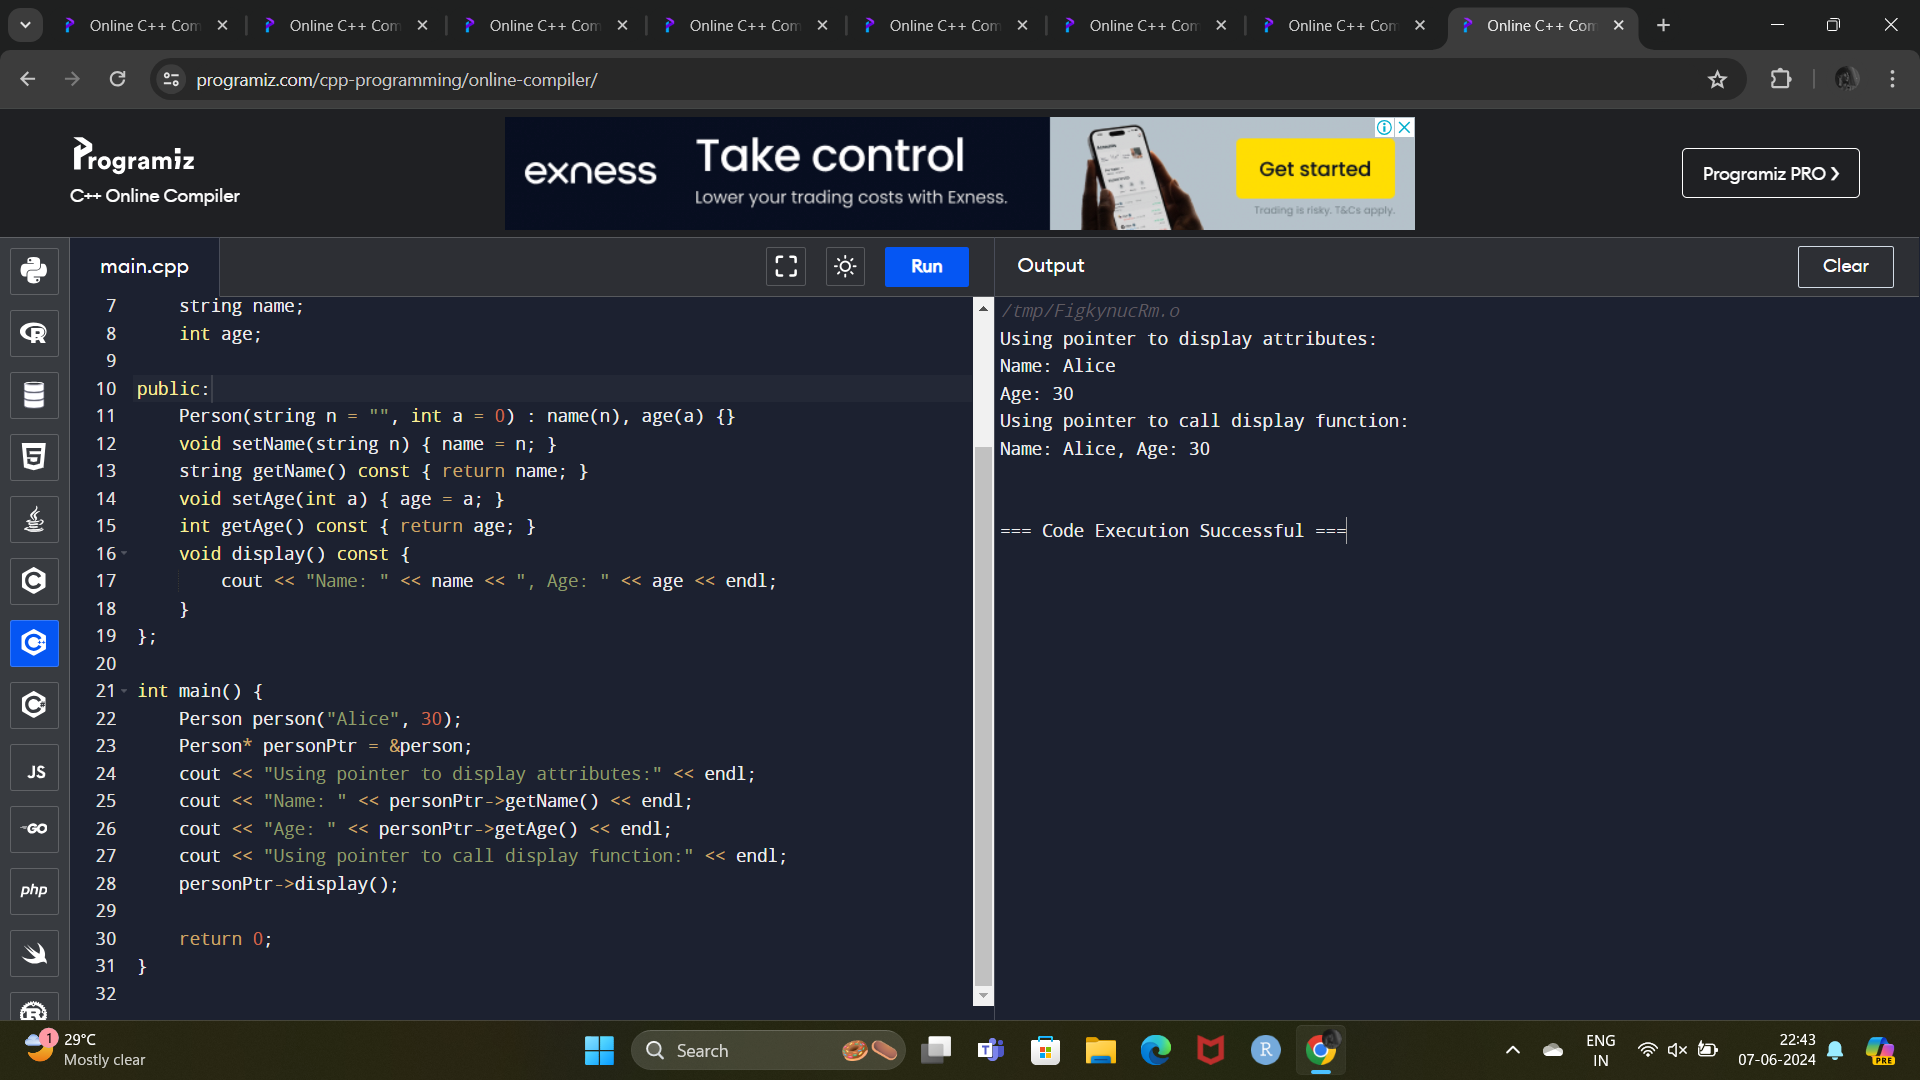 Online C++ Com
Online C++ Com
Online C++ Com
Online C++ Com
Online C++ Com
Online C++ Com
Online C++ Com
Online C++ Com
programiz.com/cpp-programming/online-compiler/
Programiz
C++ Online Compiler
exness
Take control
Lower your trading costs with Exness.
Get started
Trading is risky. T&Cs apply.
Programiz PRO
main.cpp
Run
Output
Clear
7 string name;
8 int age;
9
10 public:
11 Person(string n = "", int a = 0) : name(n), age(a) {}
12 void setName(string n) { name = n; }
13 string getName() const { return name; }
14 void setAge(int a) { age = a; }
15 int getAge() const { return age; }
16 void display() const {
17 cout << "Name: " << name << ", Age: " << age << endl;
18 }
19 };
20
21 int main() {
22 Person person("Alice", 30);
23 Person* personPtr = &person;
24 cout << "Using pointer to display attributes:" << endl;
25 cout << "Name: " << personPtr->getName() << endl;
26 cout << "Age: " << personPtr->getAge() << endl;
27 cout << "Using pointer to call display function:" << endl;
28 personPtr->display();
29
30 return 0;
31 }
32
/tmp/FigkynucRm.o
Using pointer to display attributes:
Name: Alice
Age: 30
Using pointer to call display function:
Name: Alice, Age: 30
=== Code Execution Successful ===
JS
GO
php
1
29°C
Mostly clear
Search
R
ENG
IN
22:43
07-06-2024
PRE